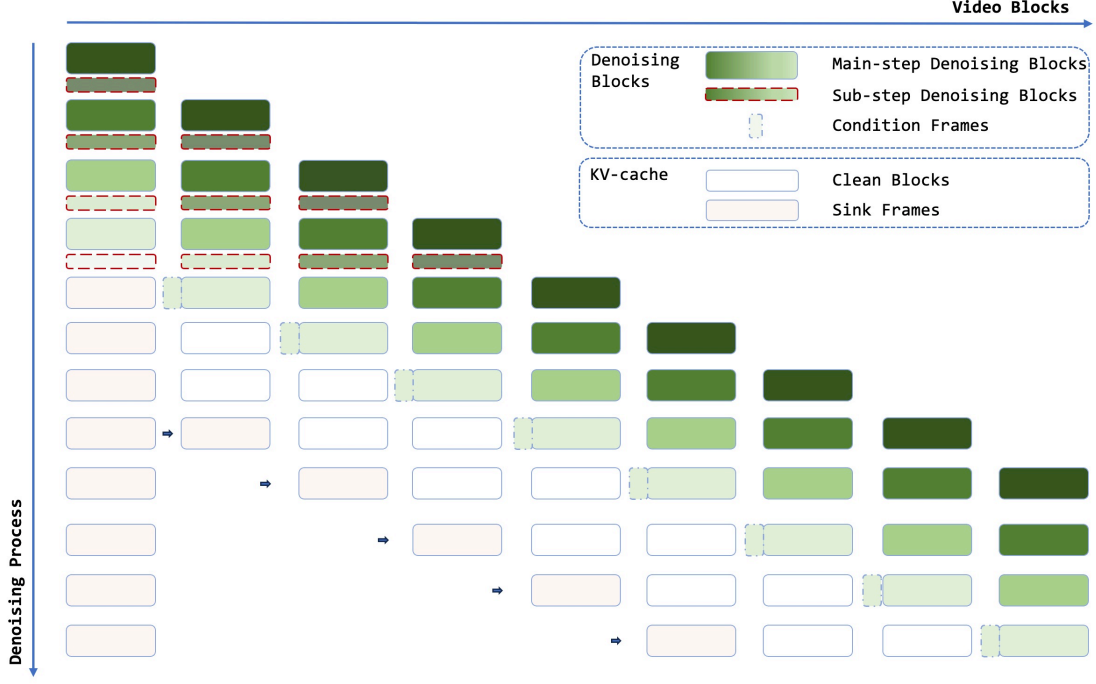 Video Blocks
Denoising
Blocks
Main-step Denoising Blocks
Sub-step Denoising Blocks
Condition Frames
KV-cache
Clean Blocks
Sink Frames
Denoising Process